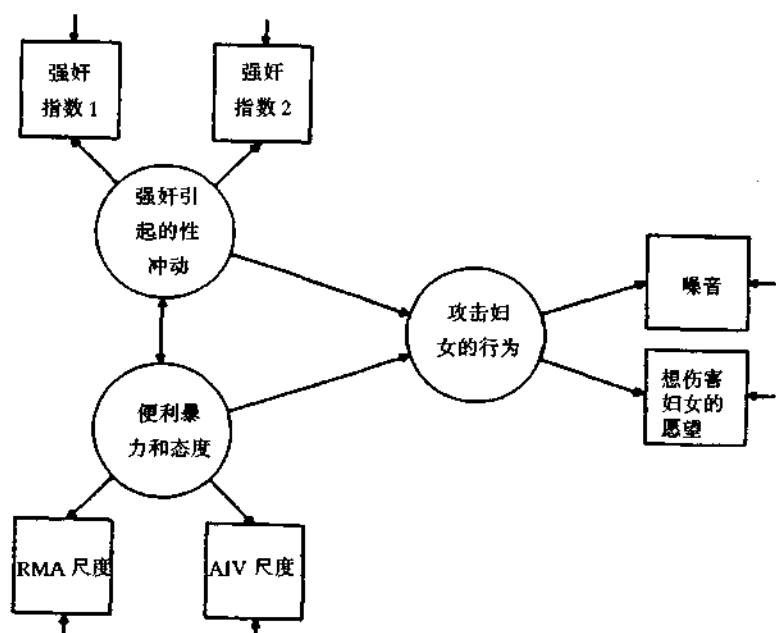 强奸
指数 1
强奸
指数 2
强奸引
起的性
冲动
攻击妇
女的行为
噪音
想伤害
妇女的
愿望
便利暴
力和态度
RMA 尺度
AIV 尺度